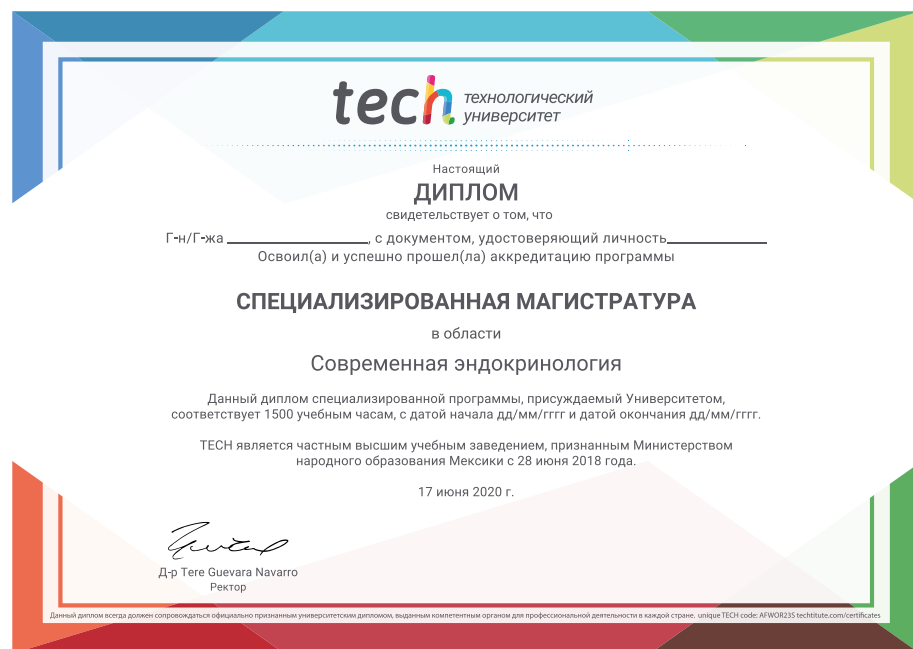 tech технологический
университет
Настоящий
ДИПЛОМ
свидетельствует о том, что
Г-н/Г-жа , с документом, удостоверяющий личность
Освоил(а) и успешно прошел(ла) аккредитацию программы
СПЕЦИАЛИЗИРОВАННАЯ МАГИСТРАТУРА
в области
Современная эндокринология
Данный диплом специализированной программы, присуждаемый Университетом,
соответствует 1500 учебным часам, с датой начала дд/мм/гггг и датой окончания дд/мм/гггг.
TECH является частным высшим учебным заведением, признанным Министерством
народного образования Мексики с 28 июня 2018 года.
17 июня 2020 г.
Д-р Tere Guevara Navarro
Ректор
Данный диплом всегда должен сопровождаться официально признанным университетским дипломом, выданным компетентным органом для профессиональной деятельности в каждой стране. unique TECH code: AFWOR23S techtitute.com/certificates